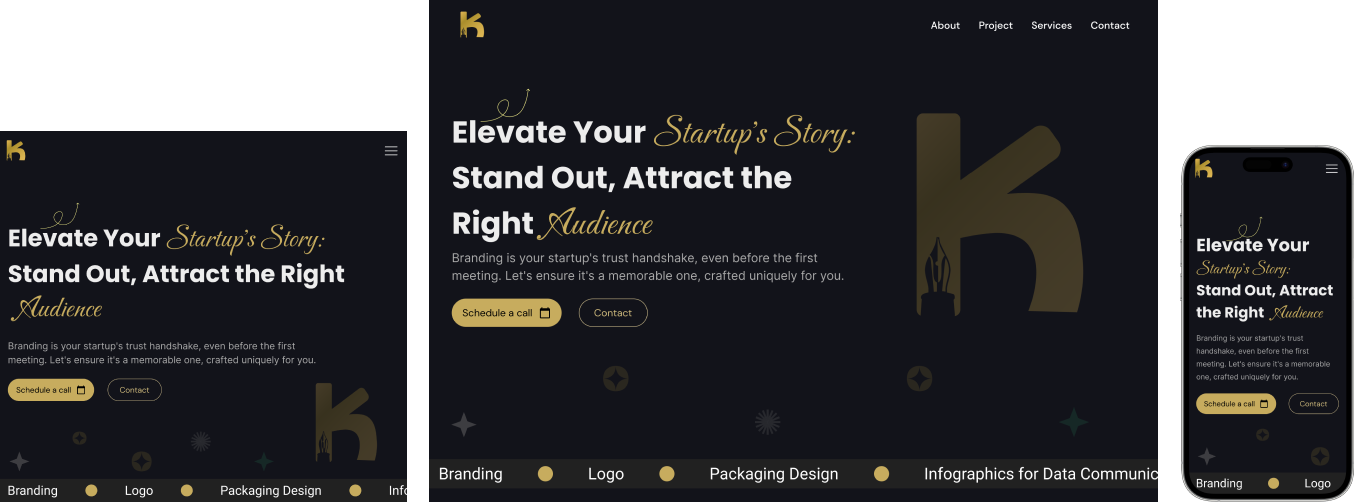 Elevate Your Startup's Story:
Stand Out, Attract the Right
Audience
Branding is your startup's trust handshake, even before the first
meeting. Let's ensure it's a memorable one, crafted uniquely for you.
Schedule a call Contact
Branding Logo Packaging Design Info
About Project Services Contact
Elevate Your Startup's Story:
Stand Out, Attract the
Right Audience
Branding is your startup's trust handshake, even before the first
meeting. Let's ensure it's a memorable one, crafted uniquely for you.
Schedule a call Contact
Branding Logo Packaging Design Infographics for Data Communic
Elevate Your
Startup's Story:
Stand Out, Attract
the Right Audience
Branding is your startup's trust
handshake, even before the first
meeting. Let's ensure it's a memorable
one, crafted uniquely for you.
Schedule a call Contact
Branding Logo